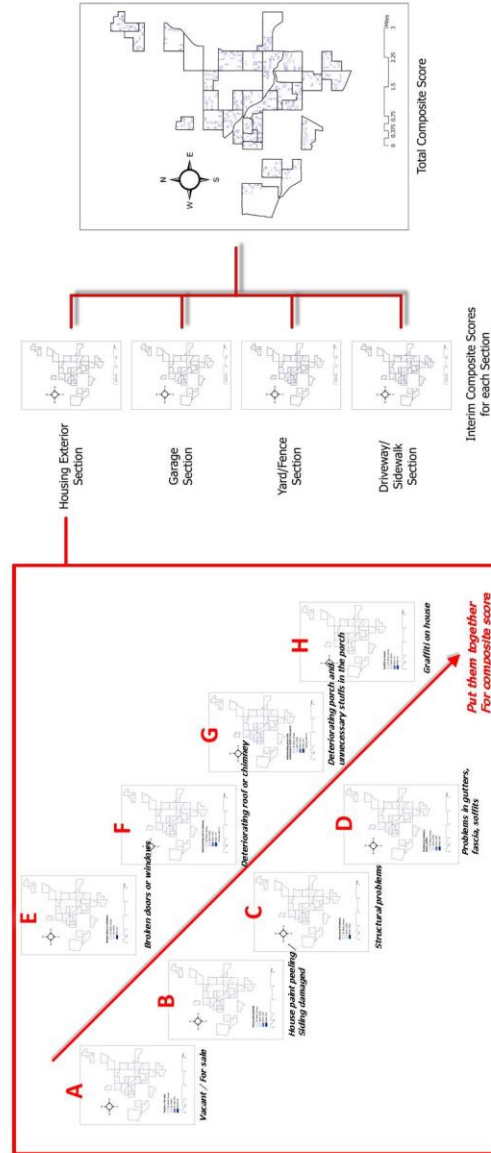 A
Vacant / For sale
B
House paint peeling /
Siding damaged
C
Structural problems
D
Problems in gutters,
fascia, soffits
E
Broken doors or windows
F
Deteriorating roof or chimney
G
Deteriorating porch and
unnecessary stuffs in the porch
H
Graffiti on house
Put them together
For composite score
Housing Exterior
Section
Garage
Section
Yard/Fence
Section
Driveway/
Sidewalk
Section
Interim Composite Scores
for each Section
N
W
E
S
0 0.375 0.75 1.5 2.25 3
Miles
Total Composite Score